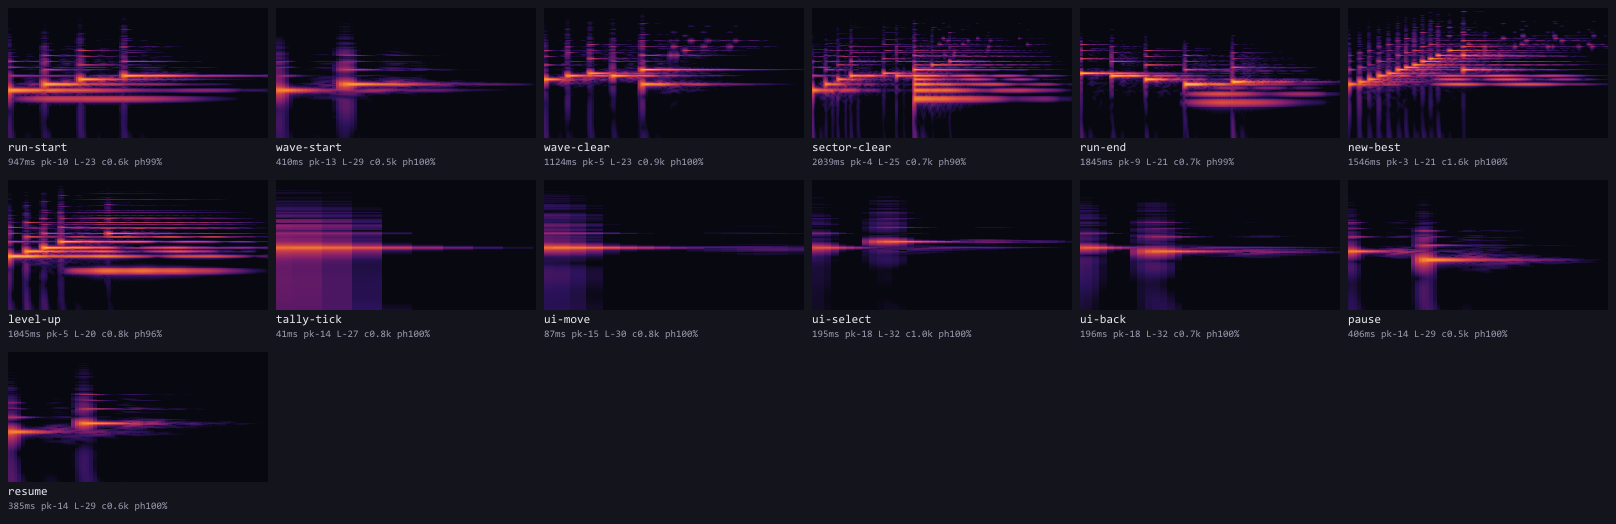 run-start
947ms pk-10 L-23 c0.6k ph99%
wave-start
410ms pk-13 L-29 c0.5k ph100%
wave-clear
1124ms pk-5 L-23 c0.9k ph100%
sector-clear
2039ms pk-4 L-25 c0.7k ph90%
run-end
1845ms pk-9 L-21 c0.7k ph99%
new-best
1546ms pk-3 L-21 c1.6k ph100%
level-up
1045ms pk-5 L-20 c0.8k ph96%
tally-tick
41ms pk-14 L-27 c0.8k ph100%
ui-move
87ms pk-15 L-30 c0.8k ph100%
ui-select
195ms pk-18 L-32 c1.0k ph100%
ui-back
196ms pk-18 L-32 c0.7k ph100%
pause
406ms pk-14 L-29 c0.5k ph100%
resume
385ms pk-14 L-29 c0.6k ph100%